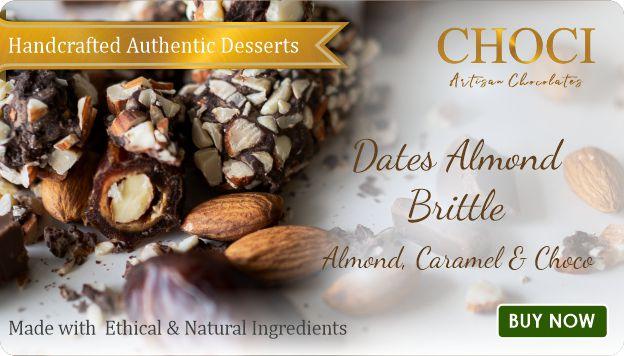 Handcrafted Authentic Desserts
CHOCI
Artisan Chocolates
Dates Almond
Brittle
Almond, Caramel & Choco
Made with Ethical & Natural Ingredients
BUY NOW